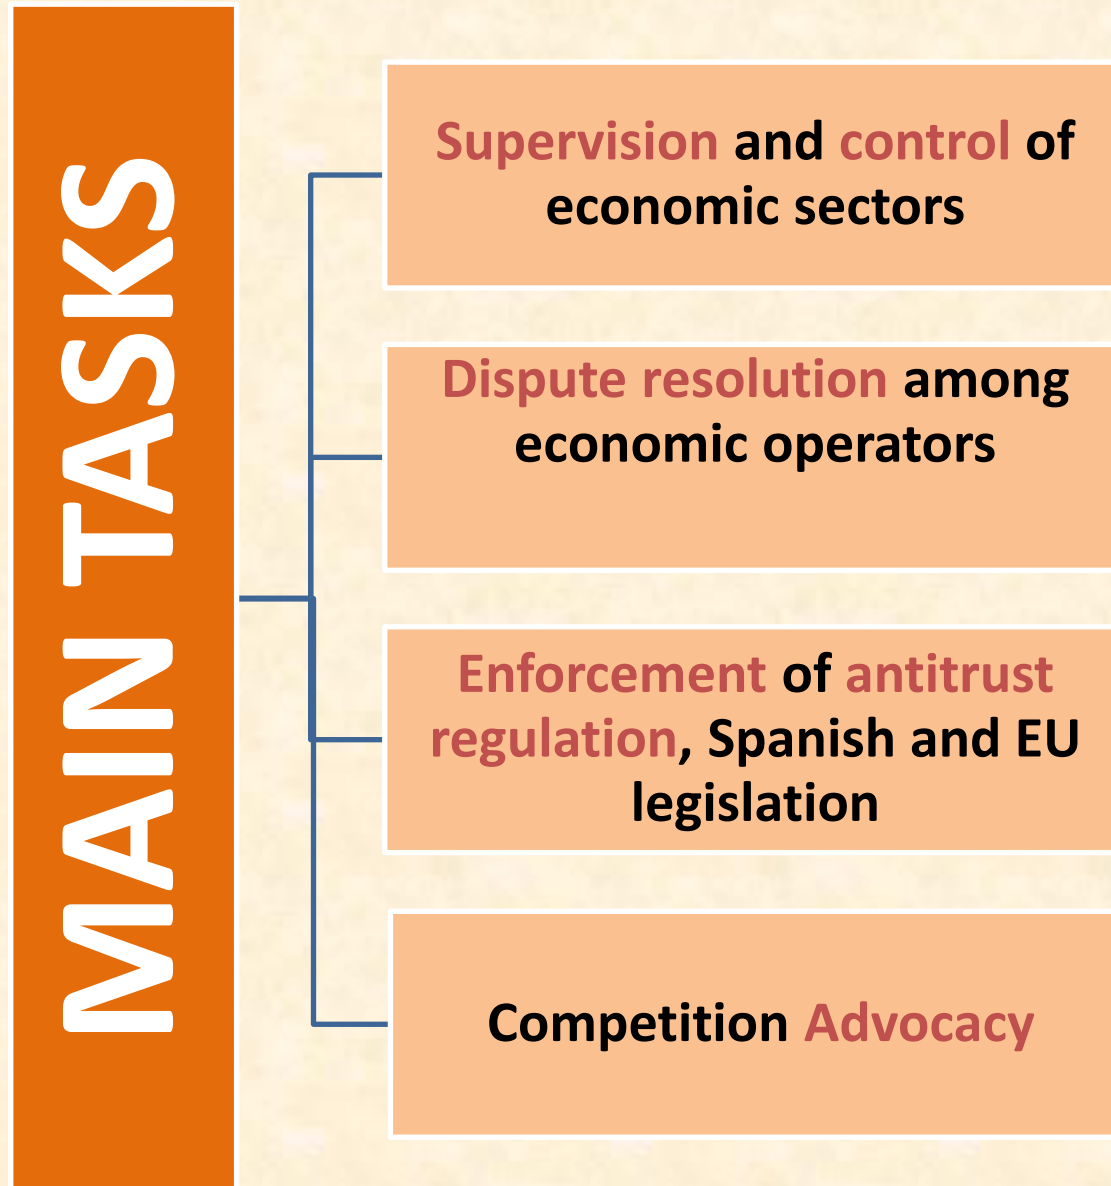 MAIN TASKS
Supervision and control of
economic sectors
Dispute resolution among
economic operators
Enforcement of antitrust
regulation, Spanish and EU
legislation
Competition Advocacy